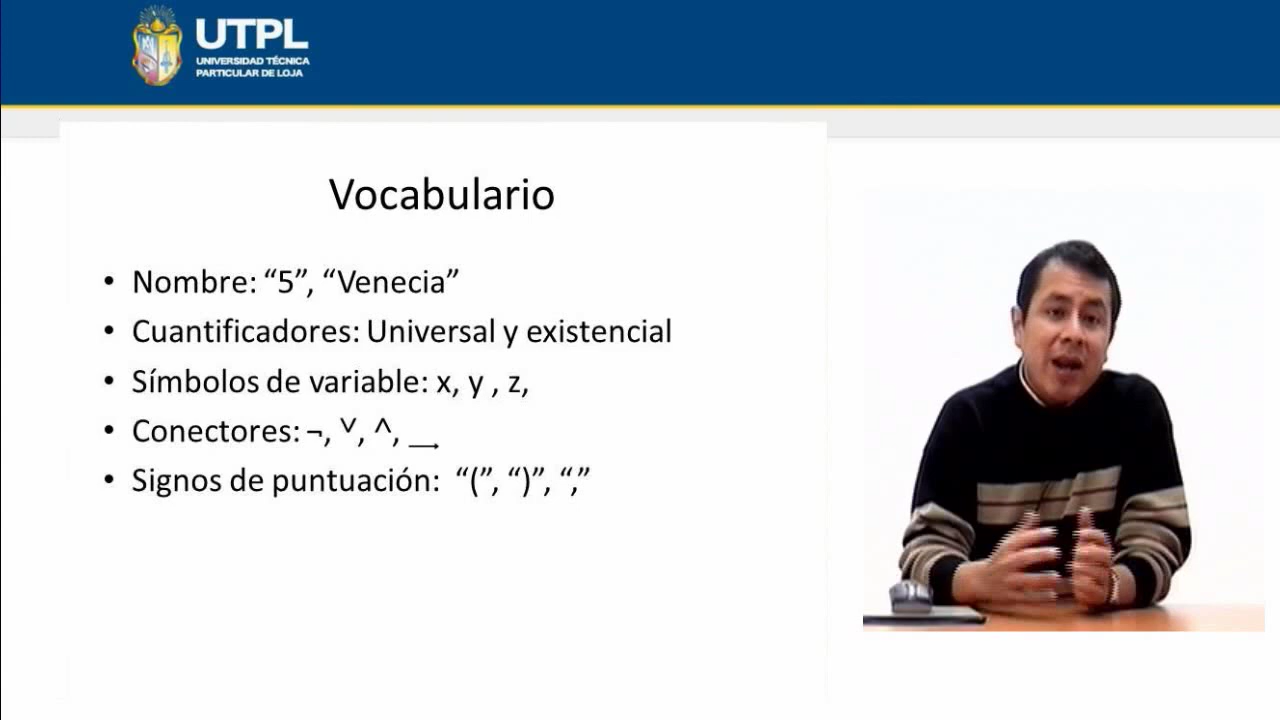 UTPL
UNIVERSIDAD TÉCNICA
PARTICULAR DE LOJA
Vocabulario
• Nombre: “5”, “Venecia”
• Cuantificadores: Universal y existencial
• Símbolos de variable: x, y , z,
• Conectores: ¬, ˅, ^, →
• Signos de puntuación: “(”, “)”, “,”